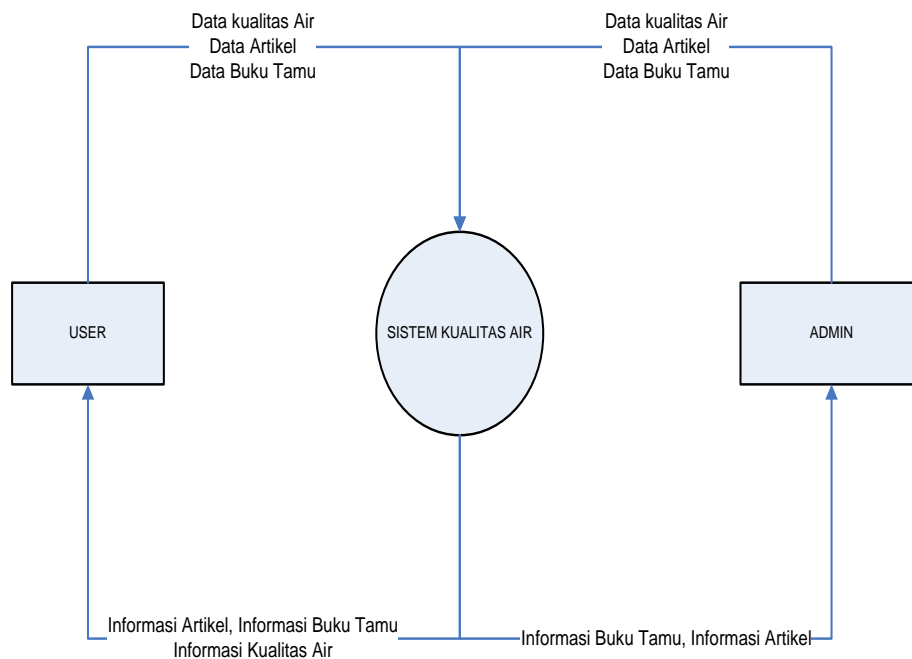 Data kualitas Air
Data Artikel
Data Buku Tamu
Data kualitas Air
Data Artikel
Data Buku Tamu
USER
SISTEM KUALITAS AIR
ADMIN
Informasi Artikel, Informasi Buku Tamu
Informasi Kualitas Air
Informasi Buku Tamu, Informasi Artikel